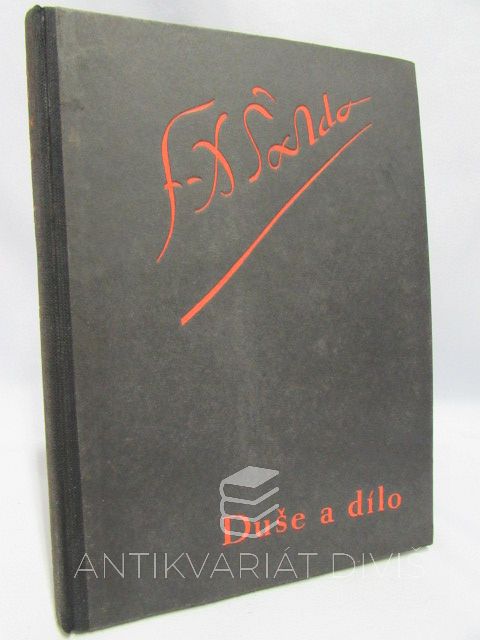 F. X. Šalda
Duše a dílo
ANTIKVARIÁT DIVIŠ